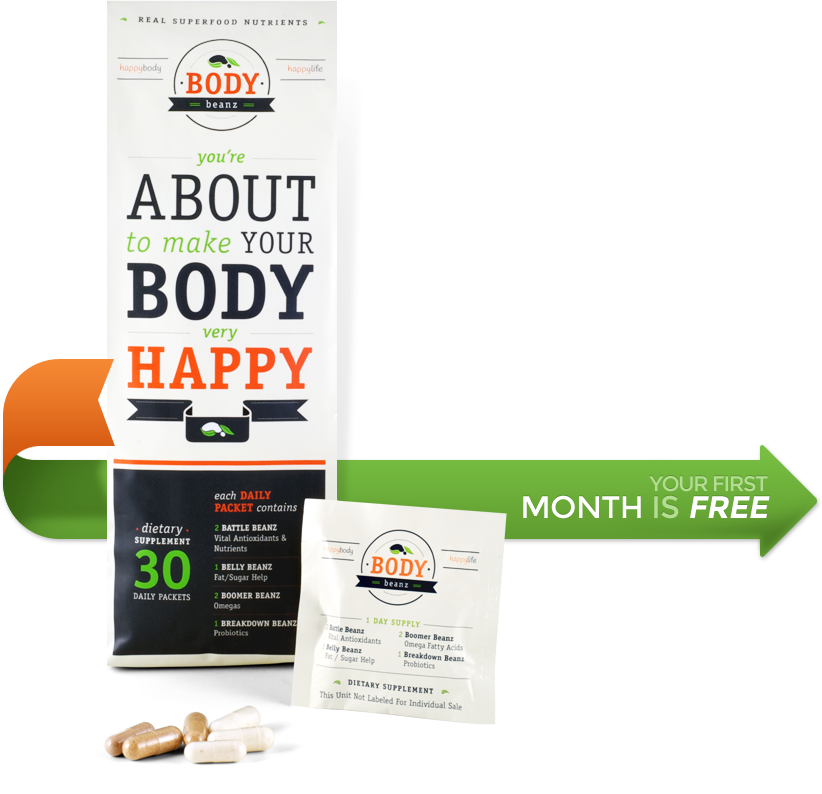 REAL SUPERFOOD NUTRIENTS
happybody
happylife
BODY
beanz
you're
ABOUT
to make YOUR
BODY
very
HAPPY
each DAILY
PACKET contains
2 BATTLE BEANZ
Vital Antioxidants &
Nutrients
1 BELLY BEANZ
Fat/Sugar Help
2 BOOMER BEANZ
Omegas
1 BREAKDOWN BEANZ
Probiotics
dietary
SUPPLEMENT
30
DAILY PACKETS
YOUR FIRST
MONTH IS FREE
happybody
happylife
BODY
beanz
1 DAY SUPPLY
Battle Beanz
Vital Antioxidants
Belly Beanz
Fat / Sugar Help
2 Boomer Beanz
Omega Fatty Acids
1 Breakdown Beanz
Probiotics
DIETARY SUPPLEMENT
This Unit Not Labeled For Individual Sale